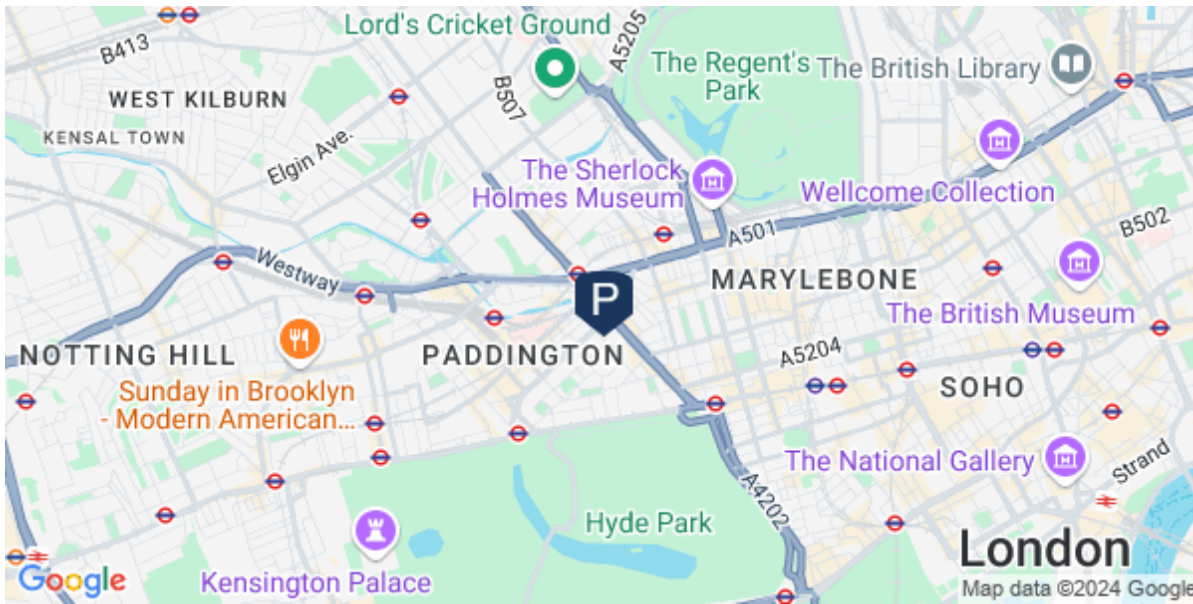 B413
Lord's Cricket Ground
A5205
The Regent's
Park
The British Library
WEST KILBURN
B507
KENSAL TOWN
Elgin Ave.
The Sherlock
Holmes Museum
Wellcome Collection
B502
A501
Westway
MARYLEBONE
P
The British Museum
NOTTING HILL
PADDINGTON
A5204
SOHO
Sunday in Brooklyn
- Modern American...
The National Gallery
Strand
A4202
Hyde Park
London
Google
Kensington Palace
Map data ©2024 Google